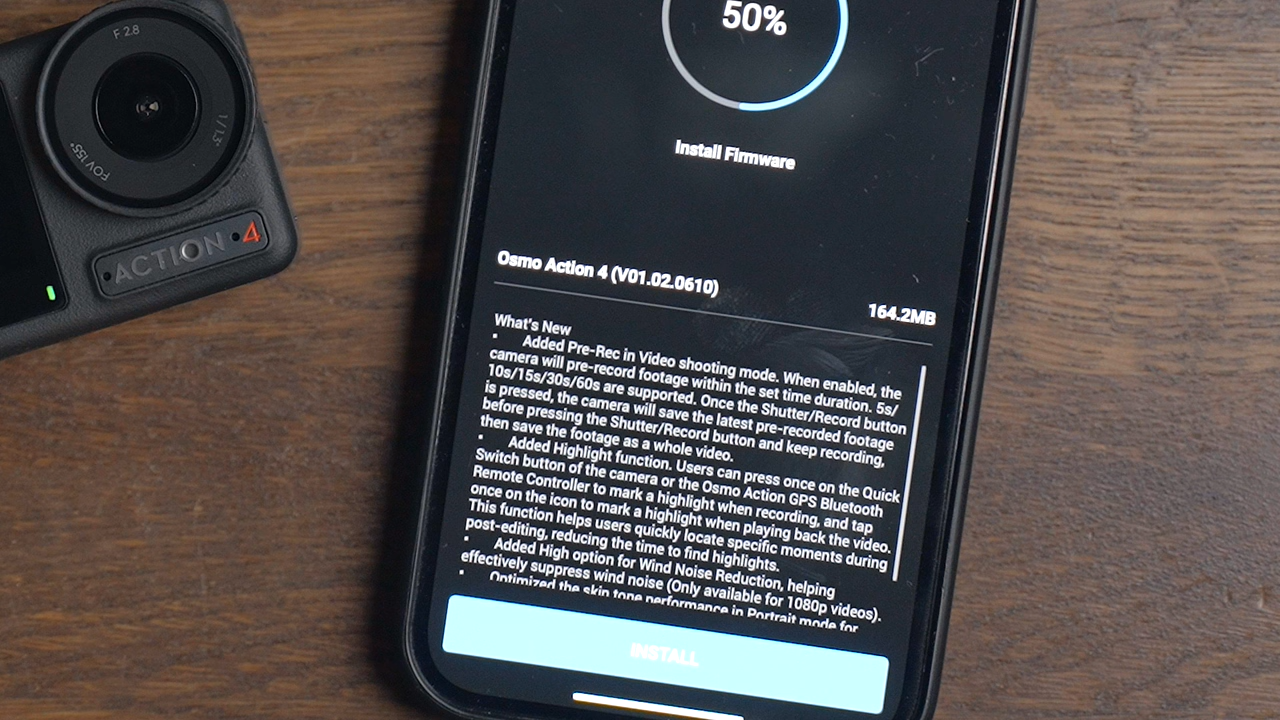 F 2.8
1/1.3"
FOV 155°
ACTION 4
50%
Install Firmware
Osmo Action 4 (V01.02.0610)
164.2MB
What's New
· Added Pre-Rec in Video shooting mode. When enabled, the
camera will pre-record footage within the set time duration. 5s/
10s/15s/30s/60s are supported. Once the Shutter/Record button
is pressed, the camera will save the latest pre-recorded footage
before pressing the Shutter/Record button and keep recording,
then save the footage as a whole video.
· Added Highlight function. Users can press once on the Quick
Switch button of the camera or the Osmo Action GPS Bluetooth
Remote Controller to mark a highlight when recording, and tap
once on the icon to mark a highlight when playing back the video.
This function helps users quickly locate specific moments during
post-editing, reducing the time to find highlights.
· Added High option for Wind Noise Reduction, helping
effectively suppress wind noise (Only available for 1080p videos).
· Optimized the skin tone performance in Portrait mode for
INSTALL